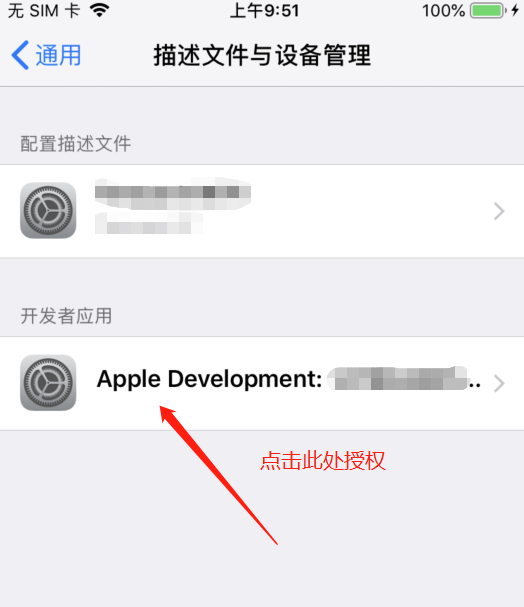 无 SIM 卡 上午9:51 100%
通用 描述文件与设备管理
配置描述文件
开发者应用
Apple Development: ..
点击此处授权